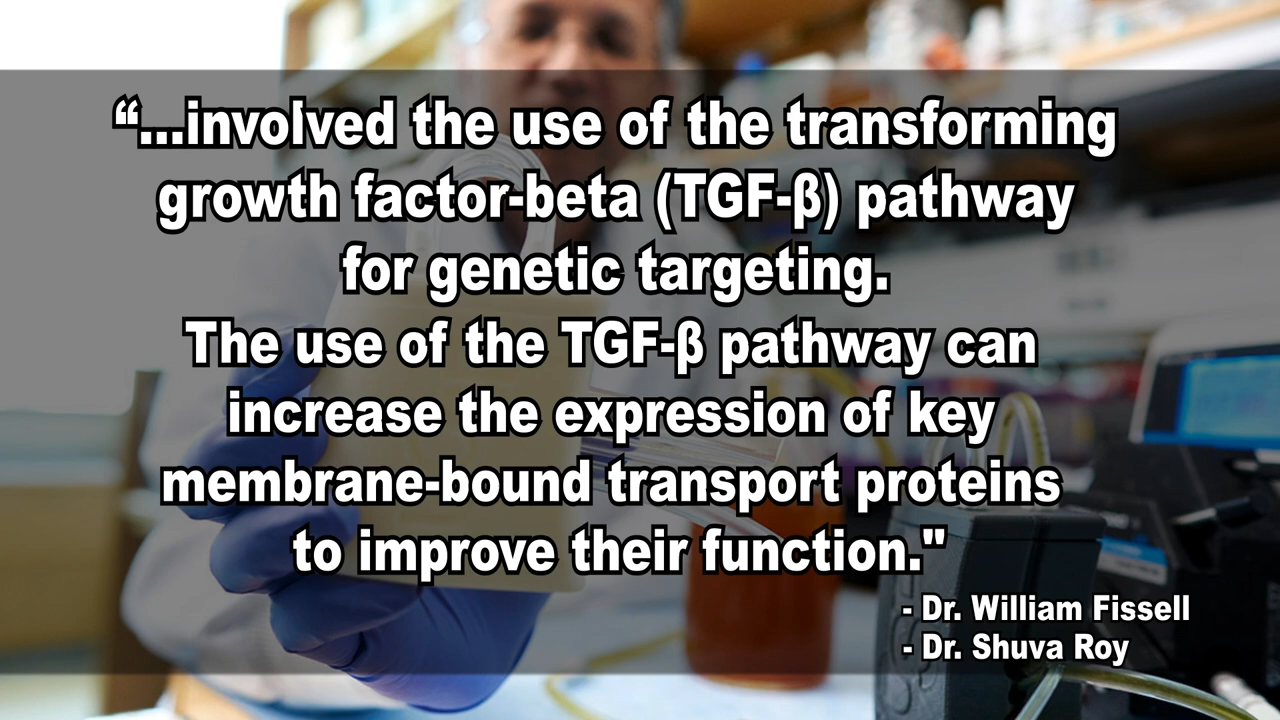 “...involved the use of the transforming
growth factor-beta (TGF-β) pathway
for genetic targeting.
The use of the TGF-β pathway can
increase the expression of key
membrane-bound transport proteins
to improve their function."
- Dr. William Fissell
- Dr. Shuva Roy